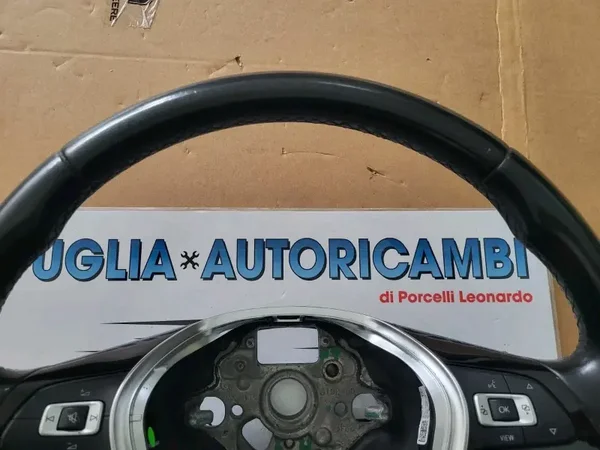 UGLIA AUTORICAMBI
di Porcelli Leonardo
OK
VIEW